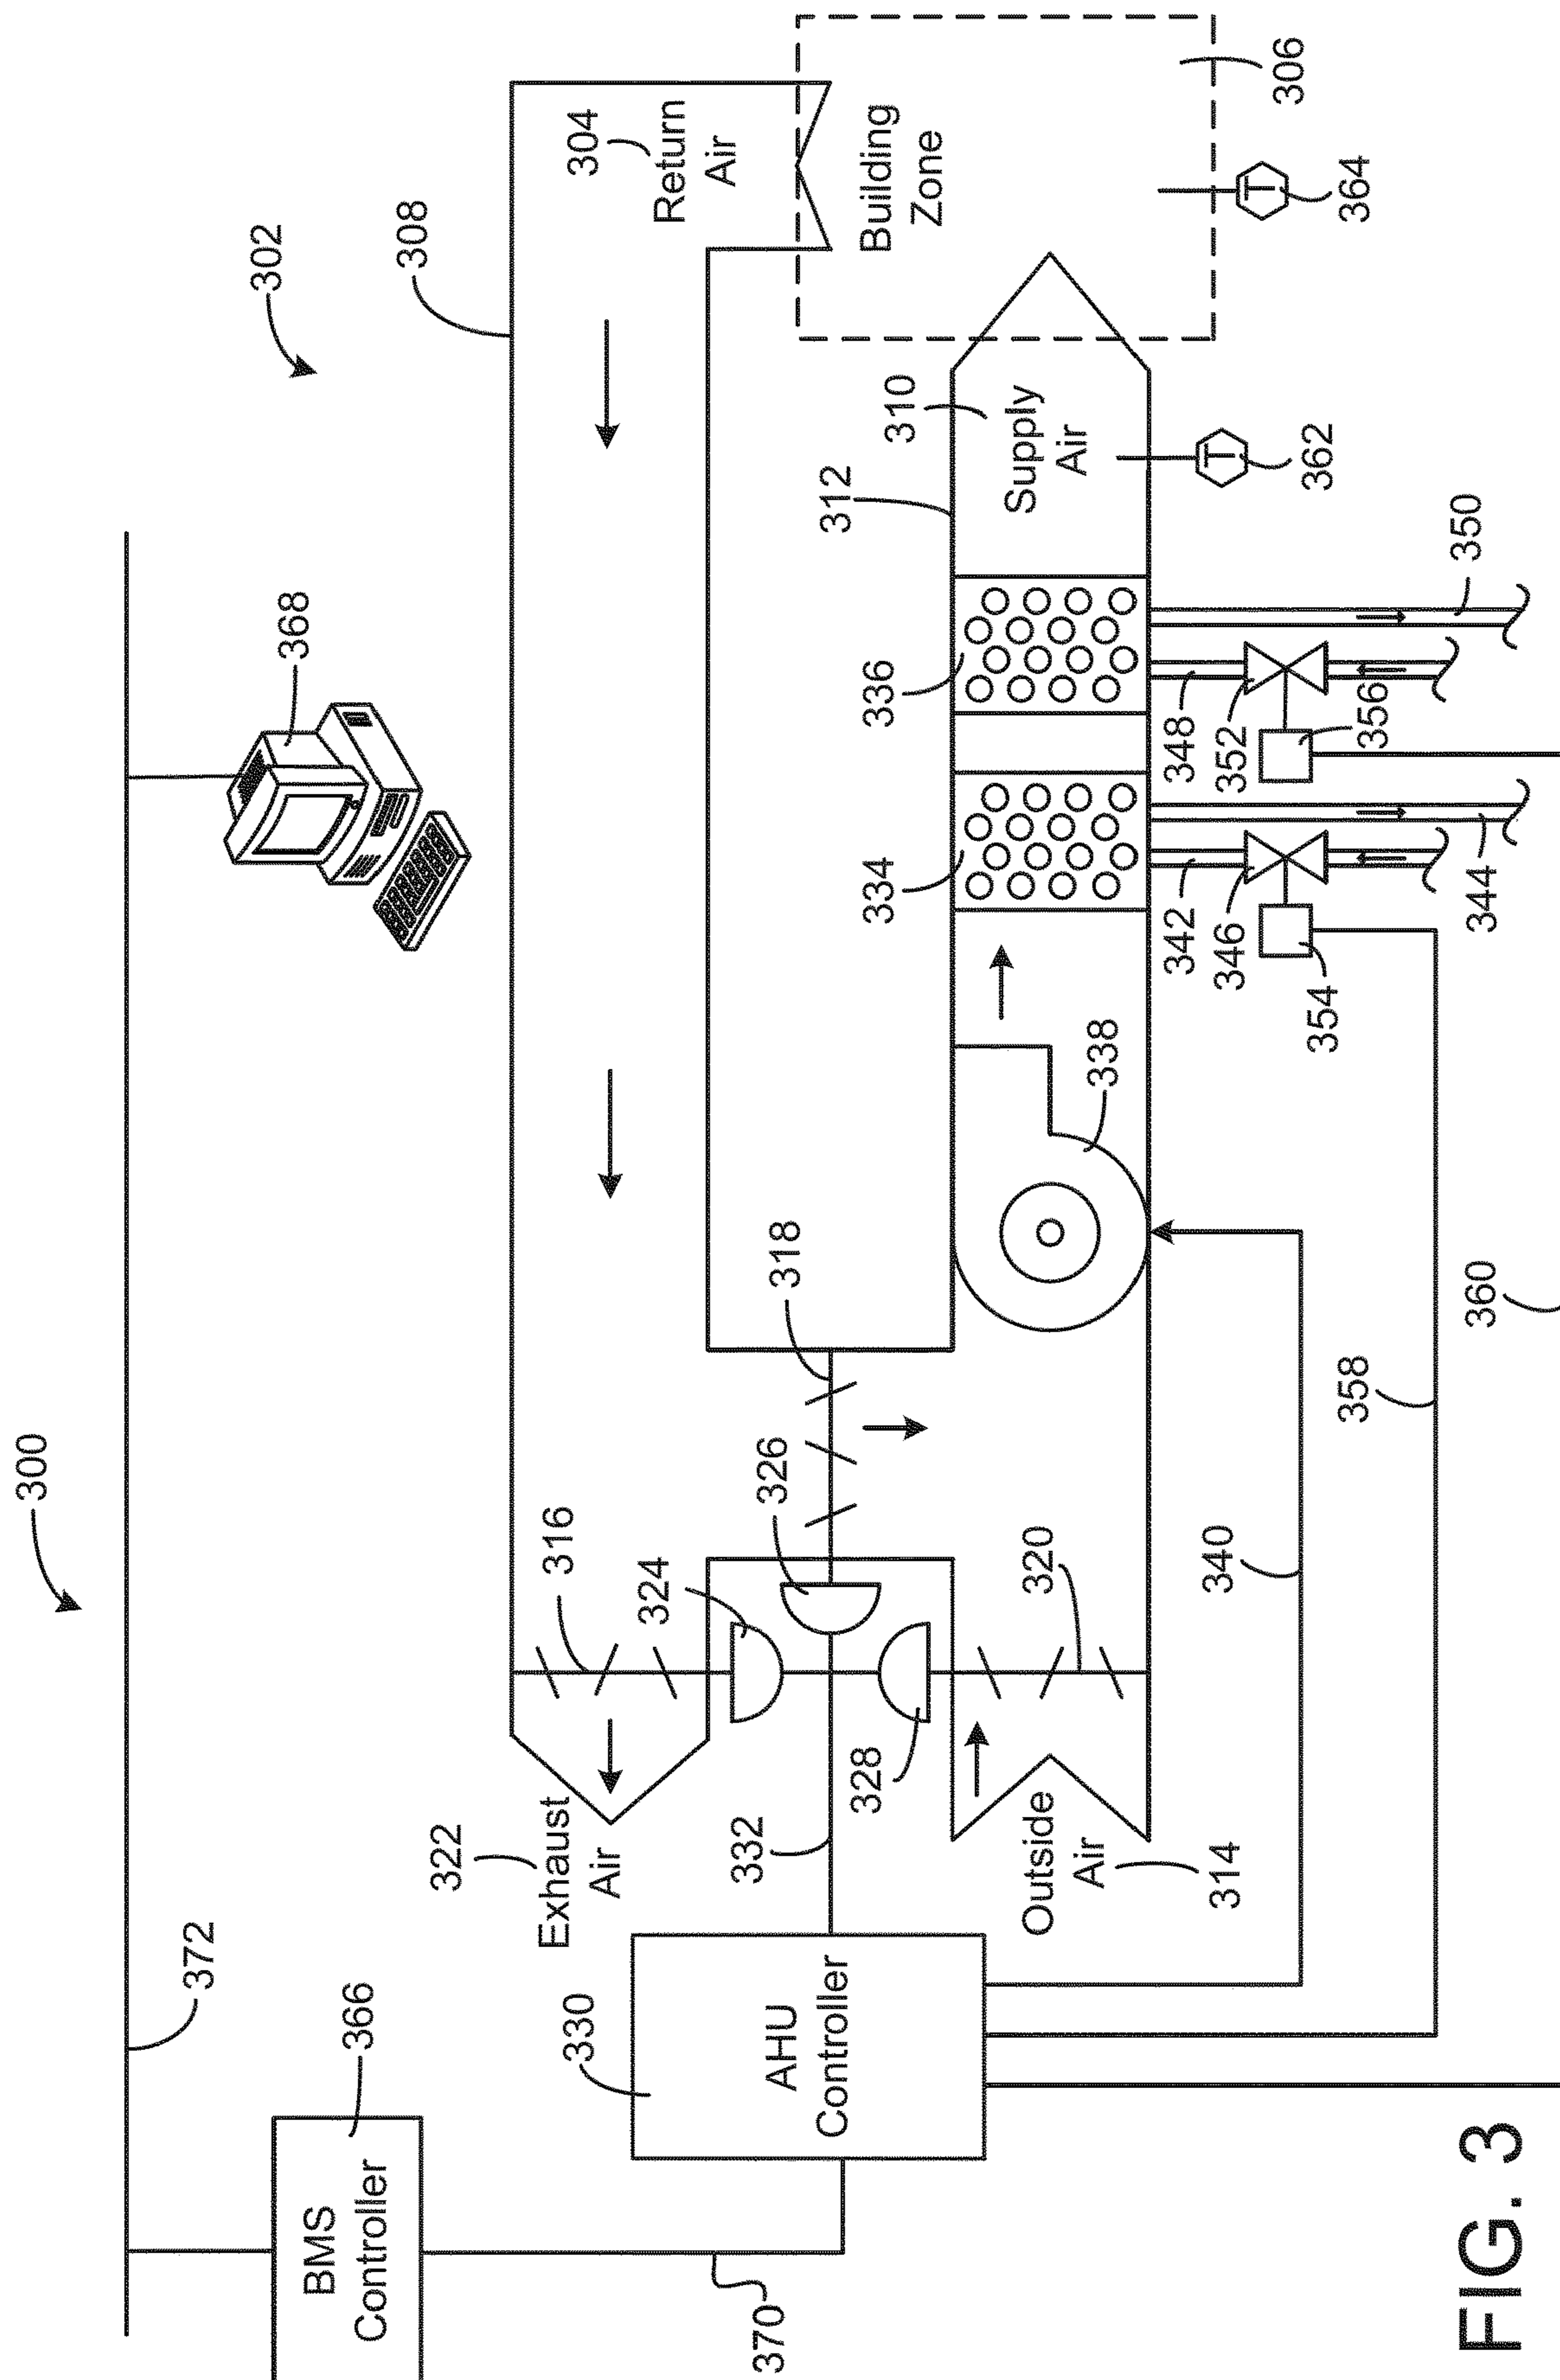 300
302
372
368
308
BMS
Controller
366
370
322
Exhaust
Air
316
324
326
318
304
Return
Air
Building
Zone
306
330
AHU
Controller
332
328
Outside
Air
314
320
338
334
336
312
310
Supply
Air
340
342
346
354
344
348
352
356
350
362
364
358
360
FIG. 3
T
T